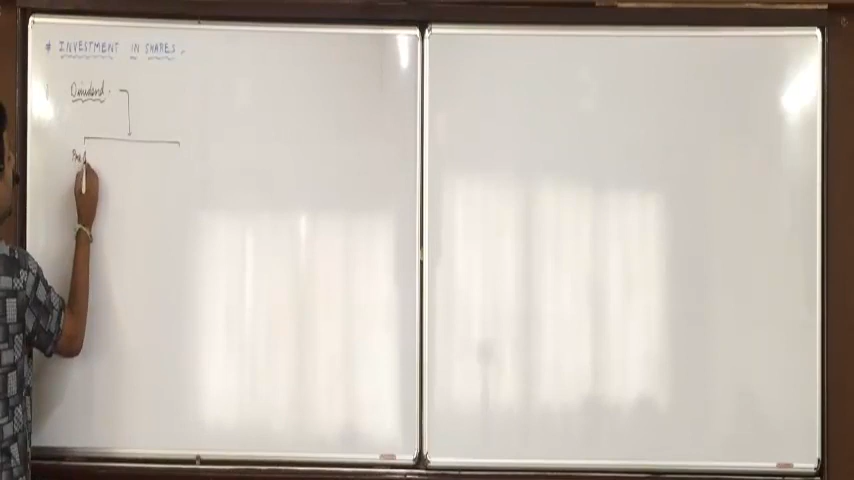 # INVESTMENT IN SHARES -
Dividend -